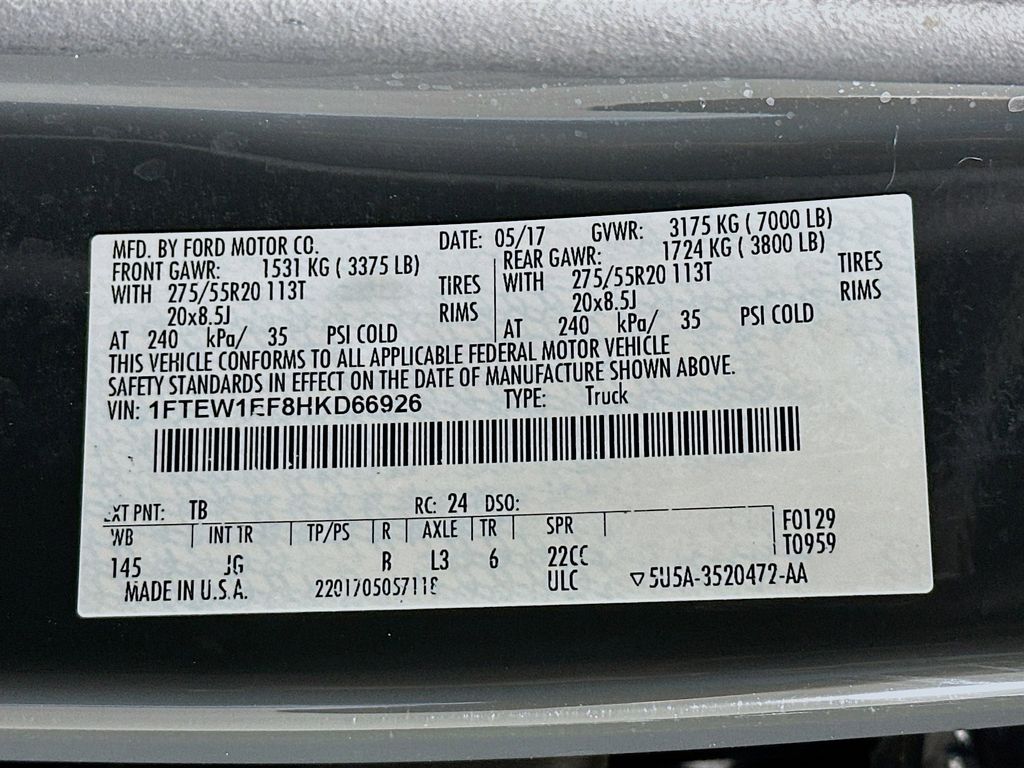 MFD. BY FORD MOTOR CO. DATE: 05/17 GVWR: 3175 KG ( 7000 LB)
FRONT GAWR: 1531 KG ( 3375 LB) REAR GAWR: 1724 KG ( 3800 LB)
WITH 275/55R20 113T TIRES WITH 275/55R20 113T TIRES
20x8.5J RIMS 20x8.5J RIMS
AT 240 kPa/ 35 PSI COLD AT 240 kPa/ 35 PSI COLD
THIS VEHICLE CONFORMS TO ALL APPLICABLE FEDERAL MOTOR VEHICLE
SAFETY STANDARDS IN EFFECT ON THE DATE OF MANUFACTURE SHOWN ABOVE.
VIN: 1FTEW1EF8HKD66926 TYPE: Truck
EXT PNT: TB RC: 24 DSO:
WB INT TR TP/PS R AXLE TR SPR F0129
145 JG B L3 6 22CC T0959
MADE IN U.S.A. ULC ▽5U5A-3520472-AA